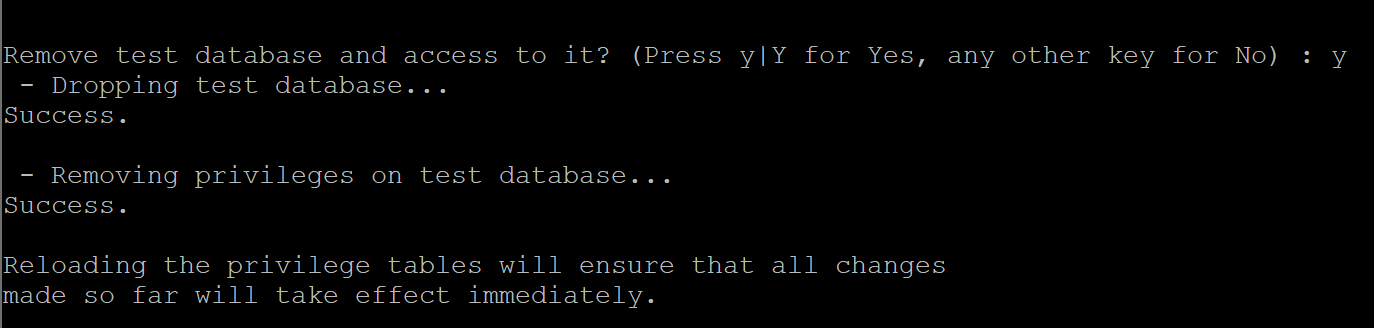 Remove test database and access to it? (Press y|Y for Yes, any other key for No) : y
 - Dropping test database...
Success.
 - Removing privileges on test database...
Success.
Reloading the privilege tables will ensure that all changes
made so far will take effect immediately.